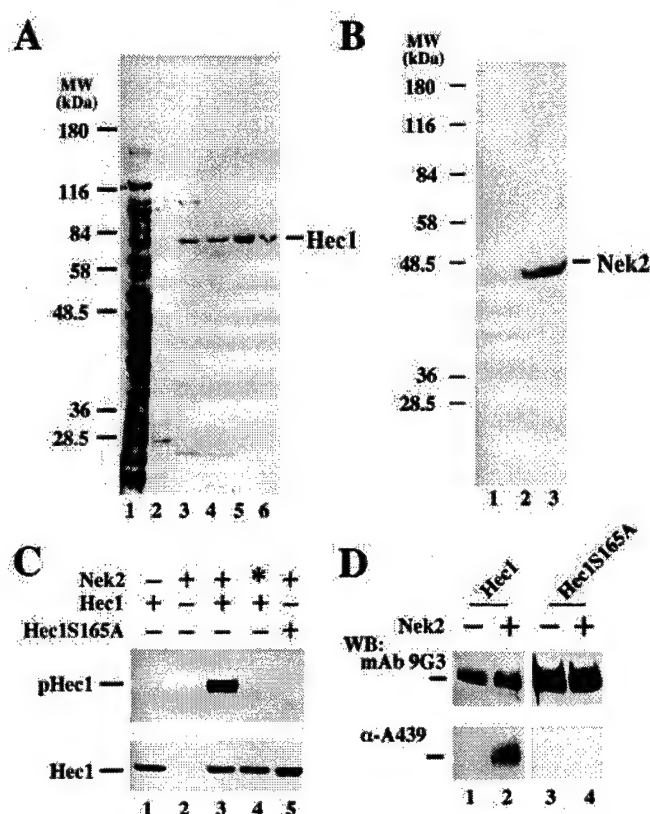 A
MW
(kDa)
180
116
84
58
48.5
36
28.5
Hec1
1 2 3 4 5 6
B
MW
(kDa)
180
116
84
58
48.5
36
28.5
Nek2
1 2 3
C
Nek2 – + + * +
Hec1 + – + + –
Hec1S165A – – – – +
pHec1
Hec1
1 2 3 4 5
D
Hec1 Hec1S165A
Nek2 – + – +
WB:
mAb 9G3
α-A439
1 2 3 4